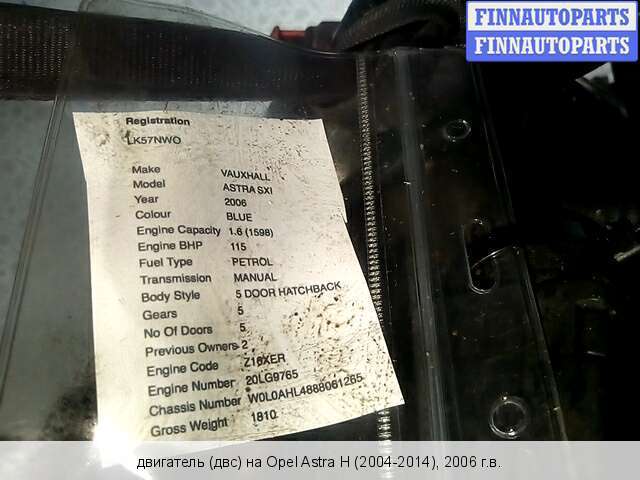 FINNAUTOPARTS
FINNAUTOPARTS
Registration
LK57NWO
Make VAUXHALL
Model ASTRA SXI
Year 2006
Colour BLUE
Engine Capacity 1.6 (1598)
Engine BHP 115
Fuel Type PETROL
Transmission MANUAL
Body Style 5 DOOR HATCHBACK
Gears 5
No Of Doors 5
Previous Owners 2
Engine Code Z16XER
Engine Number 20LG9765
Chassis Number W0L0AHL4888061265
Gross Weight 1810
двигатель (двс) на Opel Astra H (2004-2014), 2006 г.в.